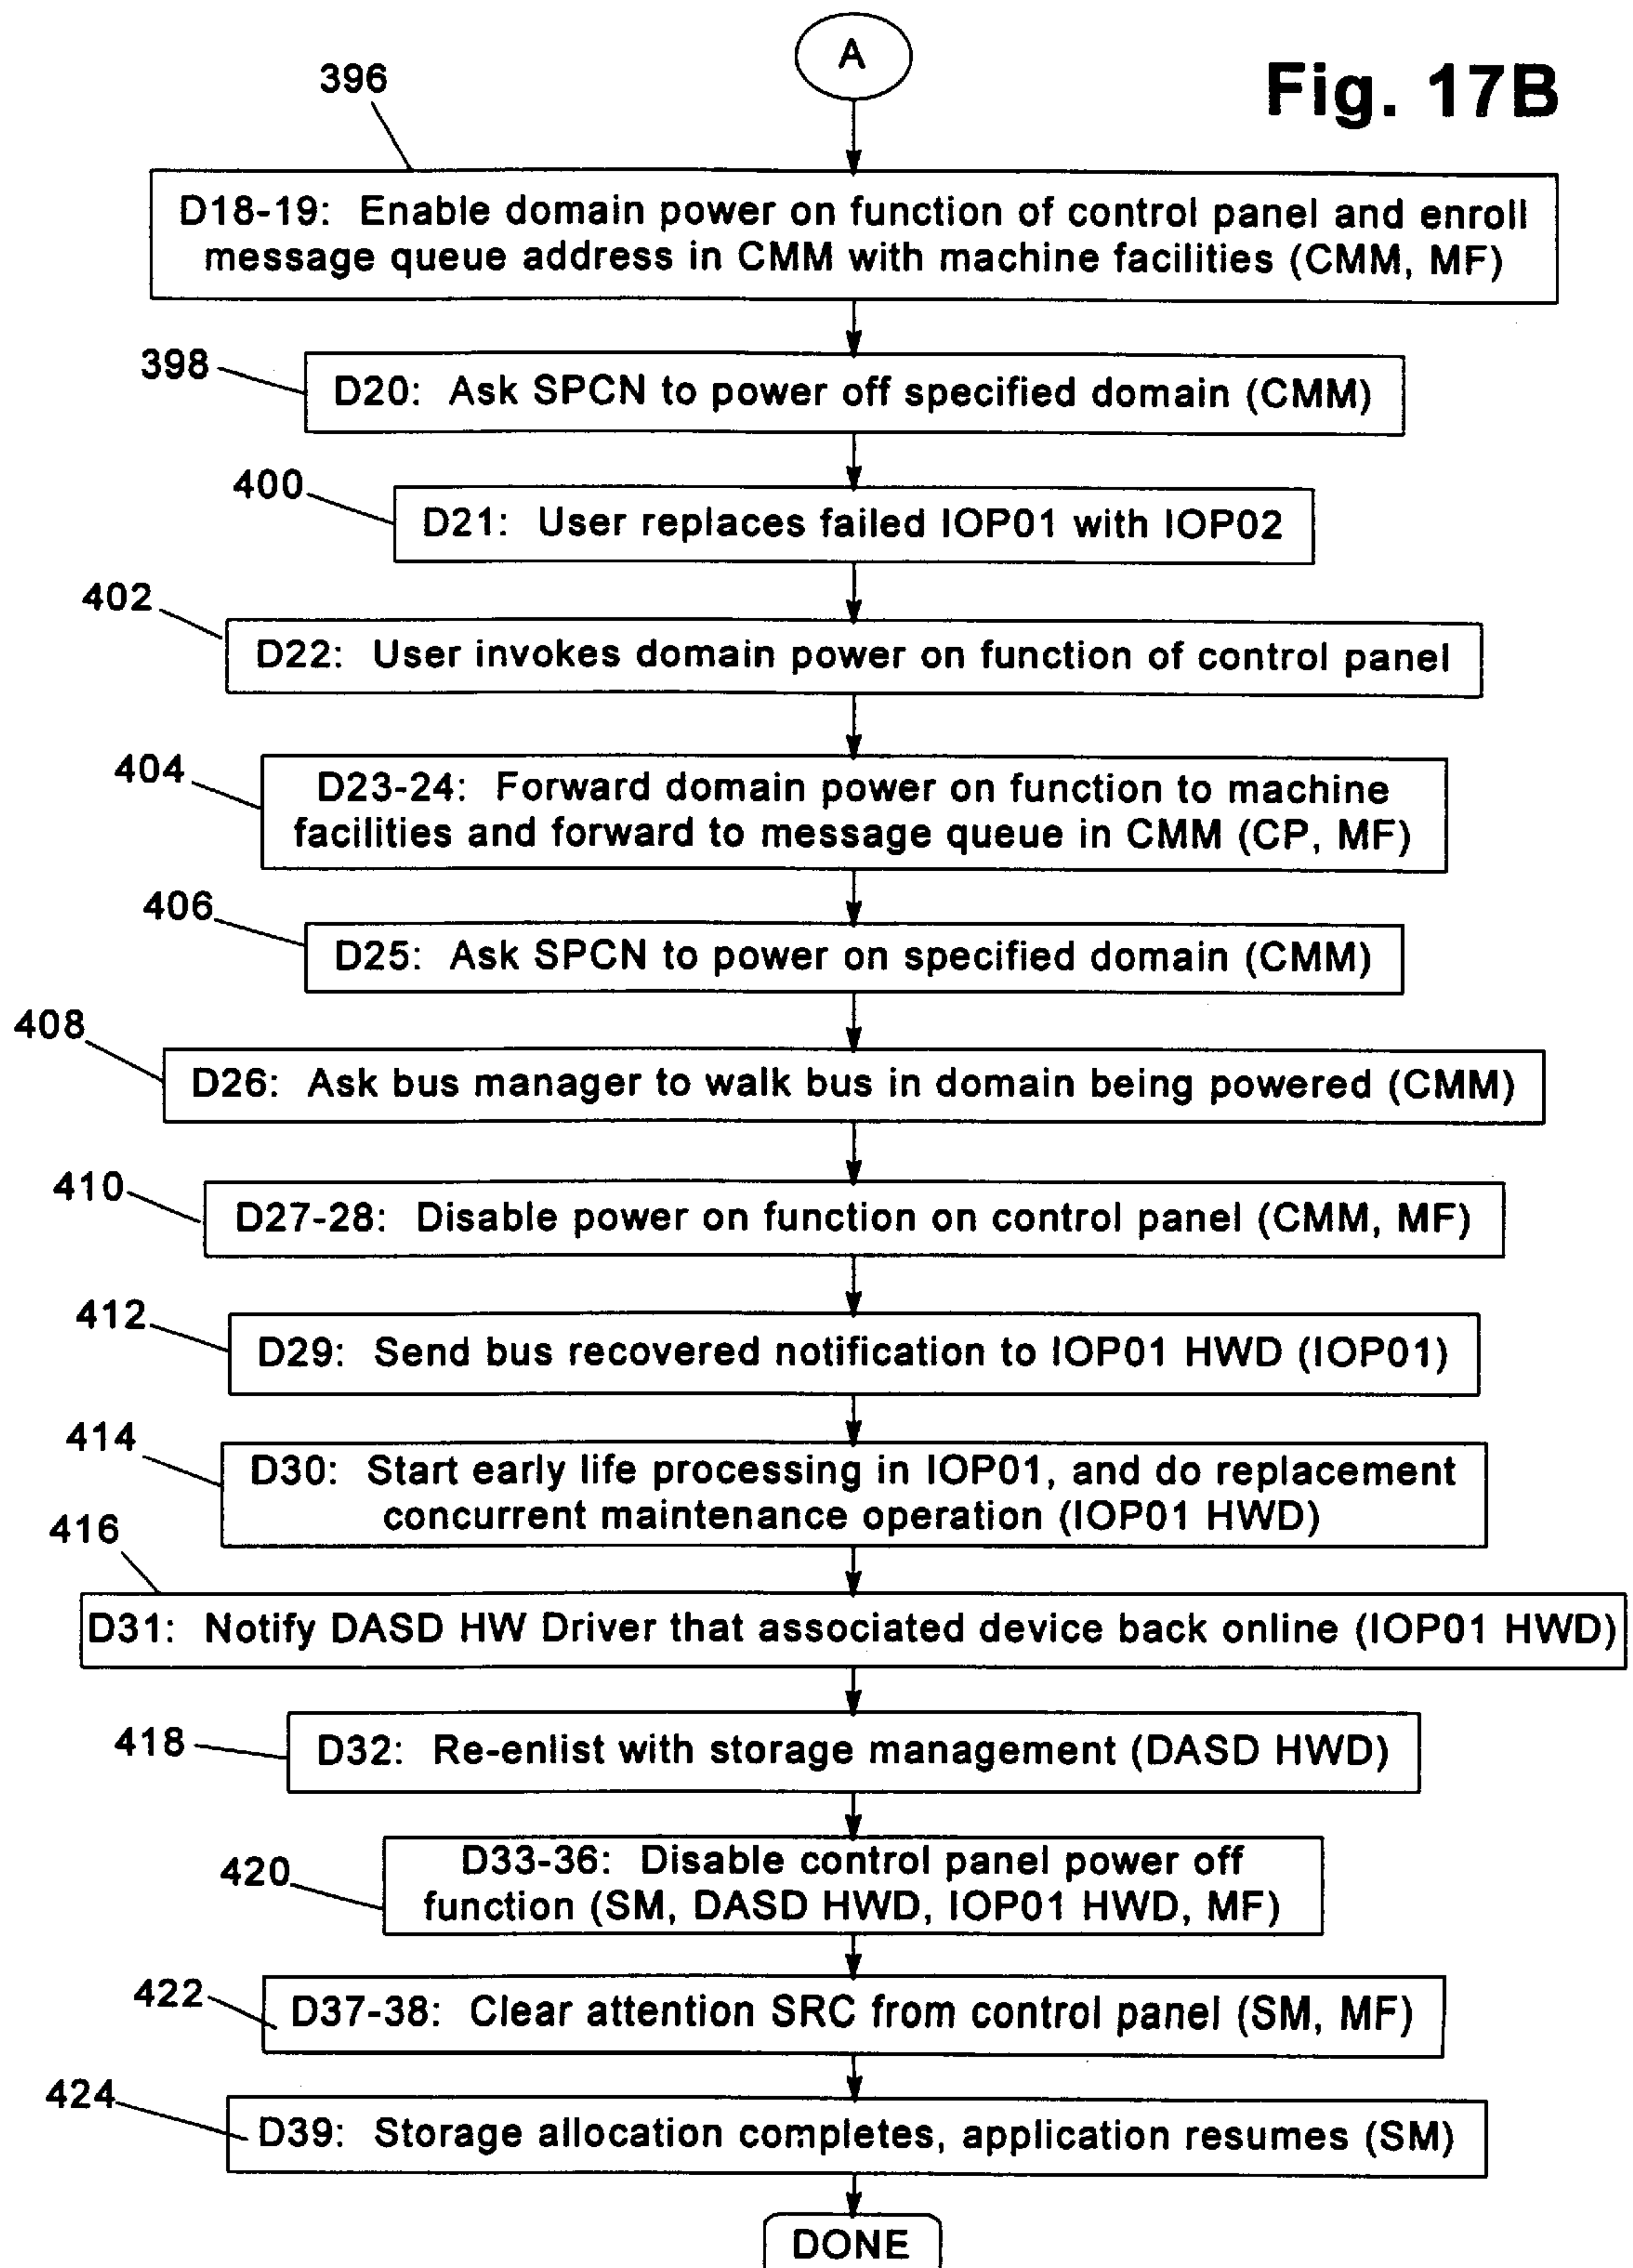 A
Fig. 17B
396
D18-19: Enable domain power on function of control panel and enroll
message queue address in CMM with machine facilities (CMM, MF)
398
D20: Ask SPCN to power off specified domain (CMM)
400
D21: User replaces failed IOP01 with IOP02
402
D22: User invokes domain power on function of control panel
404
D23-24: Forward domain power on function to machine
facilities and forward to message queue in CMM (CP, MF)
406
D25: Ask SPCN to power on specified domain (CMM)
408
D26: Ask bus manager to walk bus in domain being powered (CMM)
410
D27-28: Disable power on function on control panel (CMM, MF)
412
D29: Send bus recovered notification to IOP01 HWD (IOP01)
414
D30: Start early life processing in IOP01, and do replacement
concurrent maintenance operation (IOP01 HWD)
416
D31: Notify DASD HW Driver that associated device back online (IOP01 HWD)
418
D32: Re-enlist with storage management (DASD HWD)
420
D33-36: Disable control panel power off
function (SM, DASD HWD, IOP01 HWD, MF)
422
D37-38: Clear attention SRC from control panel (SM, MF)
424
D39: Storage allocation completes, application resumes (SM)
DONE